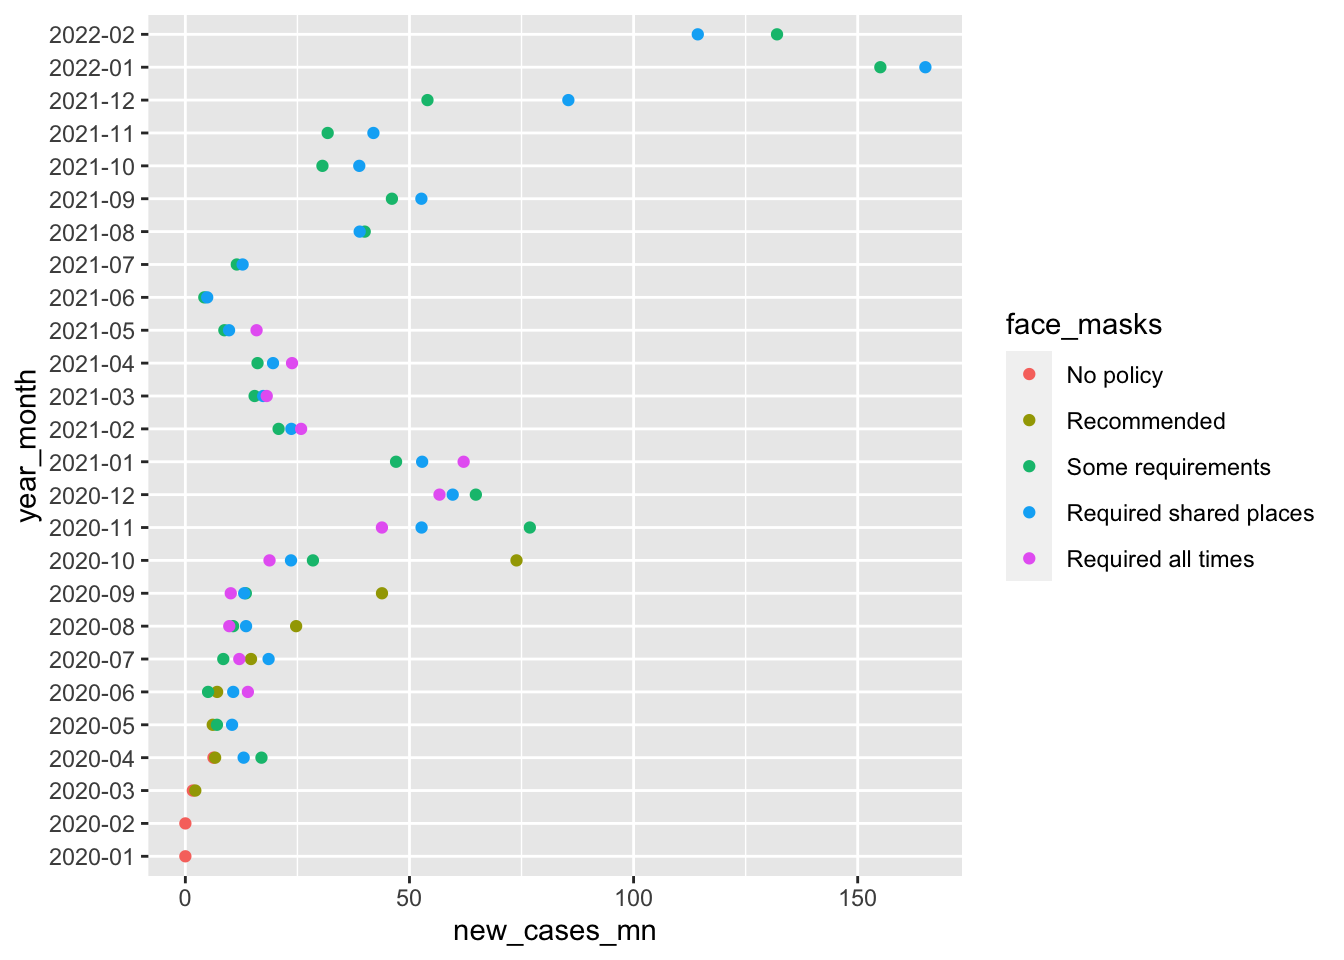 2022-02
2022-01
2021-12
2021-11
2021-10
2021-09
2021-08
2021-07
2021-06
2021-05
2021-04
2021-03
2021-02
2021-01
2020-12
2020-11
2020-10
2020-09
2020-08
2020-07
2020-06
2020-05
2020-04
2020-03
2020-02
2020-01
year_month
0 50 100 150
new_cases_mn
face_masks
No policy
Recommended
Some requirements
Required shared places
Required all times